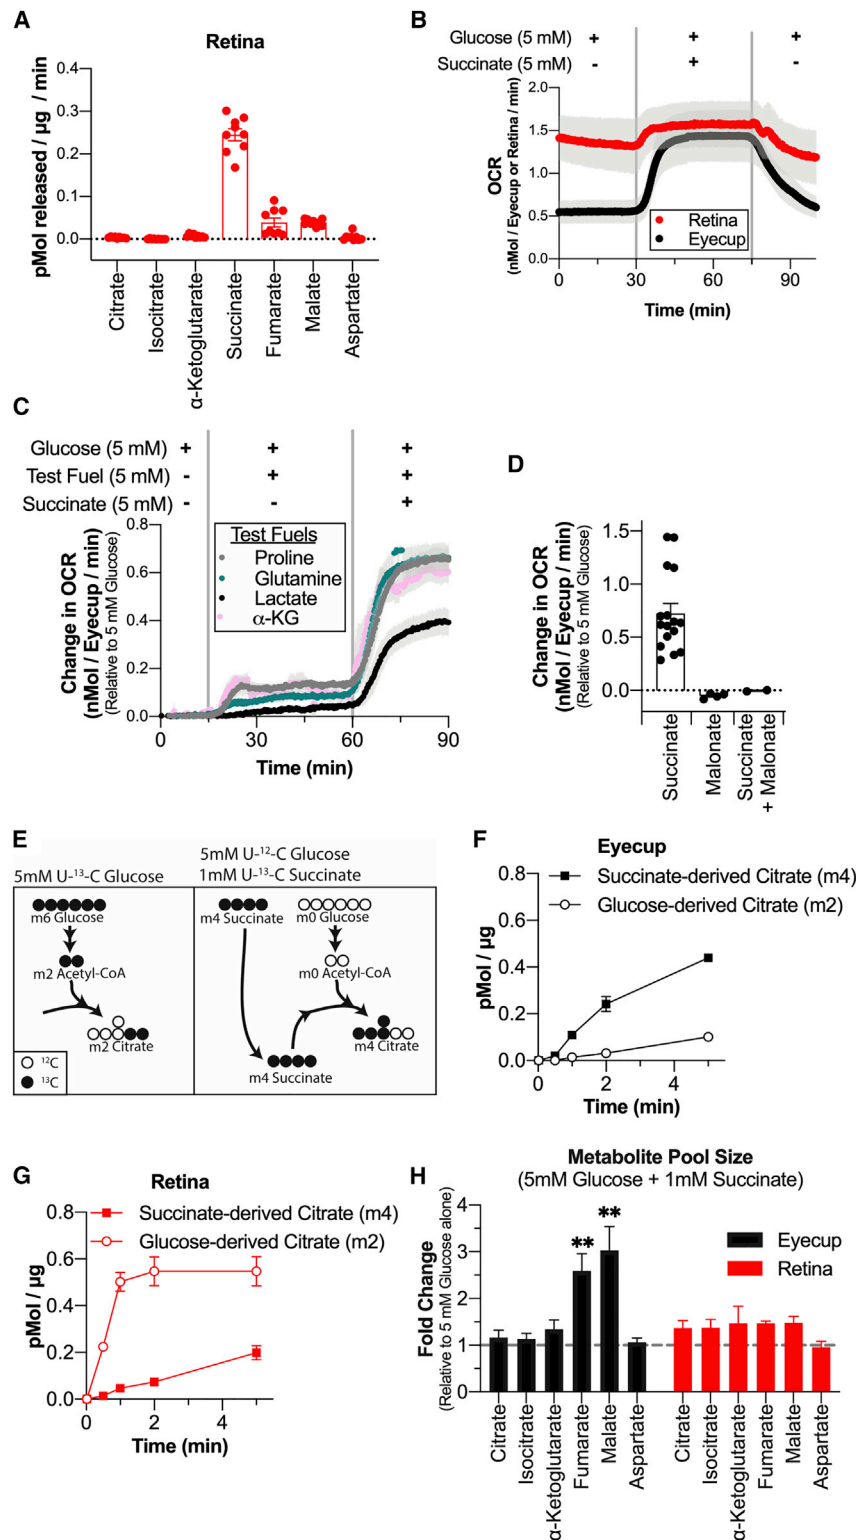 A
Retina
pMol released / µg / min
0.4
0.3
0.2
0.1
0.0
Citrate
Isocitrate
α-Ketoglutarate
Succinate
Fumarate
Malate
Aspartate
B
Glucose (5 mM) + + +
Succinate (5 mM) - + -
OCR
(nMol / Eyecup or Retina / min)
2.0
1.5
1.0
0.5
0.0
Retina
Eyecup
0 30 60 90
Time (min)
C
Glucose (5 mM) + + +
Test Fuel (5 mM) - + +
Succinate (5 mM) - - +
Change in OCR
(nMol / Eyecup / min)
(Relative to 5 mM Glucose)
0.8
0.6
0.4
0.2
0.0
Test Fuels
Proline
Glutamine
Lactate
α-KG
0 30 60 90
Time (min)
D
Change in OCR
(nMol / Eyecup / min)
(Relative to 5 mM Glucose)
1.5
1.0
0.5
0.0
Succinate
Malonate
Succinate
+ Malonate
E
5mM U-¹³-C Glucose
5mM U-¹²-C Glucose
1mM U-¹³-C Succinate
m6 Glucose
m2 Acetyl-CoA
m2 Citrate
¹²C
¹³C
m4 Succinate
m0 Glucose
m0 Acetyl-CoA
m4 Citrate
m4 Succinate
F
Eyecup
Succinate-derived Citrate (m4)
Glucose-derived Citrate (m2)
pMol / µg
0.8
0.6
0.4
0.2
0.0
0 2 4
Time (min)
G
Retina
Succinate-derived Citrate (m4)
Glucose-derived Citrate (m2)
pMol / µg
0.8
0.6
0.4
0.2
0.0
0 2 4
Time (min)
H
Metabolite Pool Size
(5mM Glucose + 1mM Succinate)
Fold Change
(Relative to 5 mM Glucose alone)
4
3
2
1
0
** **
Eyecup
Retina
Citrate
Isocitrate
α-Ketoglutarate
Fumarate
Malate
Aspartate
Citrate
Isocitrate
α-Ketoglutarate
Fumarate
Malate
Aspartate